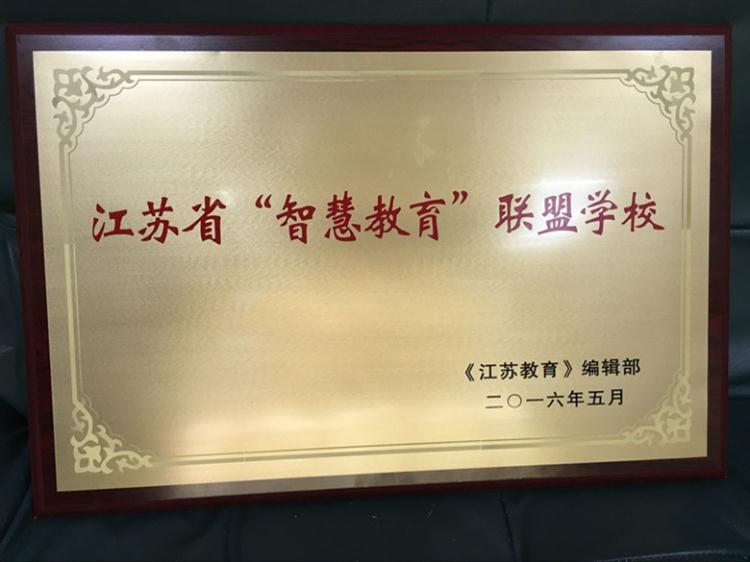 江苏省“智慧教育”联盟学校
《江苏教育》编辑部
二〇一六年五月